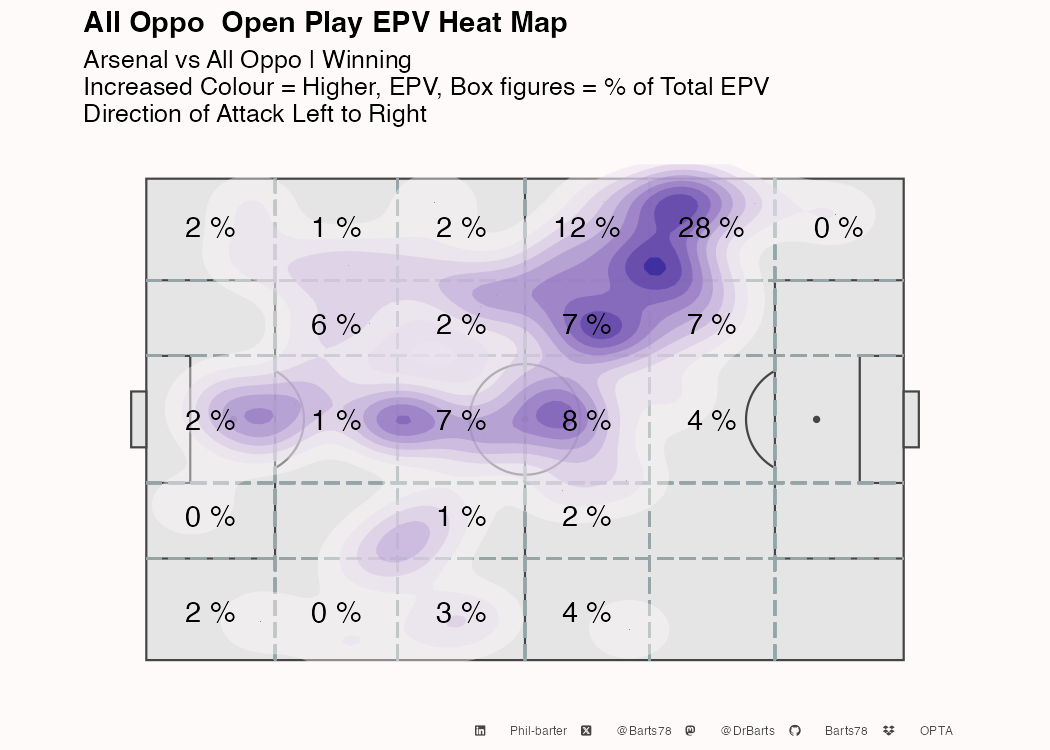 All Oppo  Open Play EPV Heat Map
Arsenal vs All Oppo | Winning
Increased Colour = Higher, EPV, Box figures = % of Total EPV
Direction of Attack Left to Right
2 % 1 % 2 % 12 % 28 % 0 %
6 % 2 % 7 % 7 %
2 % 1 % 7 % 8 % 4 %
0 % 1 % 2 %
2 % 0 % 3 % 4 %
Phil-barter @Barts78 @DrBarts Barts78 OPTA